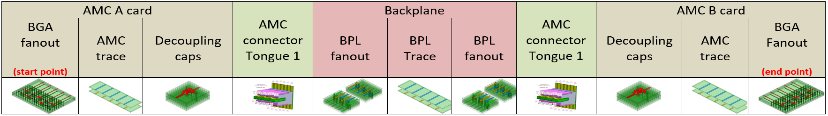 AMC A card
Backplane
AMC B card
BGA
fanout
(start point)
AMC
trace
Decoupling
caps
AMC
connector
Tongue 1
BPL
fanout
BPL
Trace
BPL
fanout
AMC
connector
Tongue 1
Decoupling
caps
AMC
trace
BGA
Fanout
(end point)